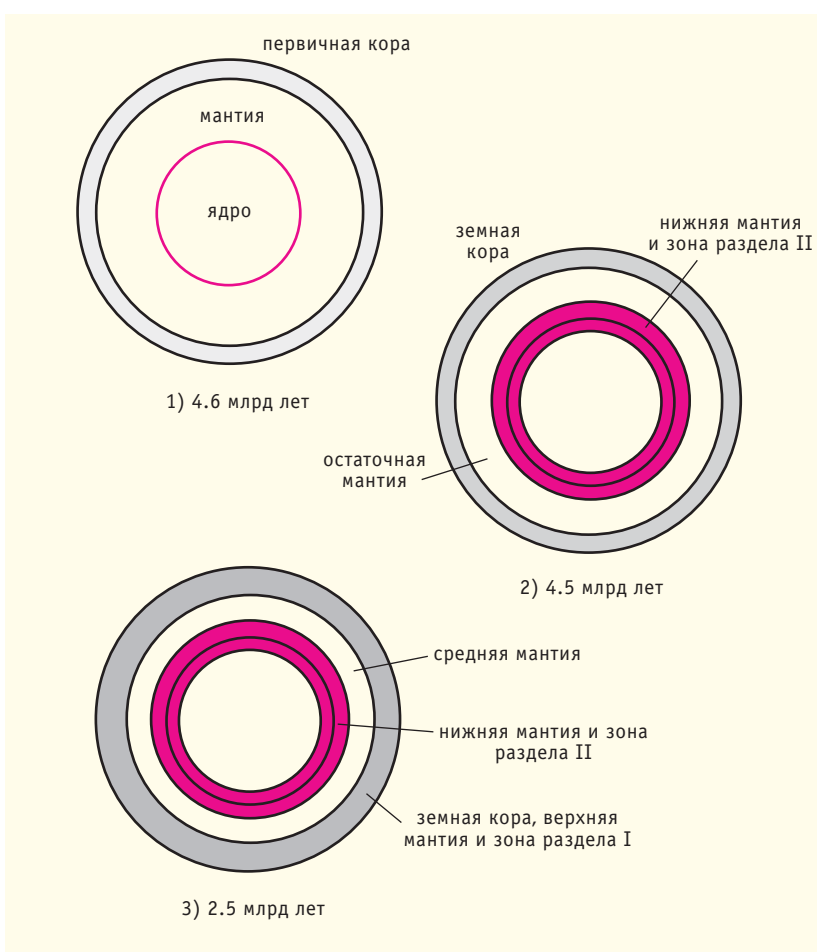 первичная кора
мантия
ядро
1) 4.6 млрд лет
земная
кора
нижняя мантия
и зона раздела II
остаточная
мантия
2) 4.5 млрд лет
средняя мантия
нижняя мантия и зона
раздела II
земная кора, верхняя
мантия и зона раздела I
3) 2.5 млрд лет